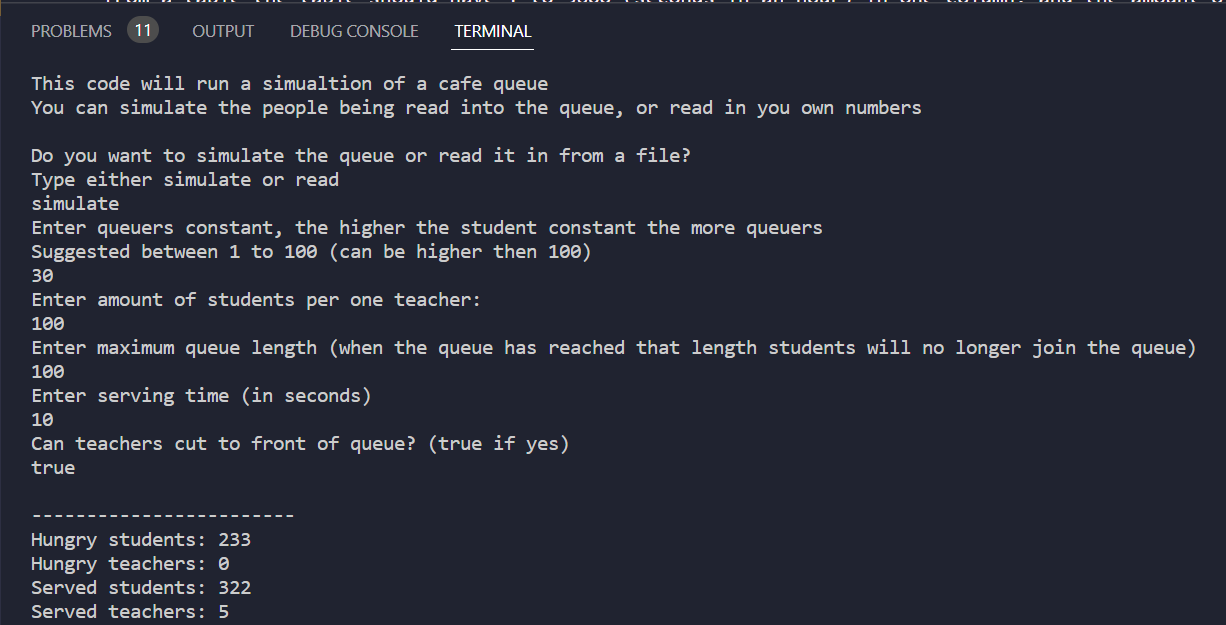 PROBLEMS 11 OUTPUT DEBUG CONSOLE TERMINAL
This code will run a simualtion of a cafe queue
You can simulate the people being read into the queue, or read in you own numbers
Do you want to simulate the queue or read it in from a file?
Type either simulate or read
simulate
Enter queuers constant, the higher the student constant the more queuers
Suggested between 1 to 100 (can be higher then 100)
30
Enter amount of students per one teacher:
100
Enter maximum queue length (when the queue has reached that length students will no longer join the queue)
100
Enter serving time (in seconds)
10
Can teachers cut to front of queue? (true if yes)
true
------------------------
Hungry students: 233
Hungry teachers: 0
Served students: 322
Served teachers: 5